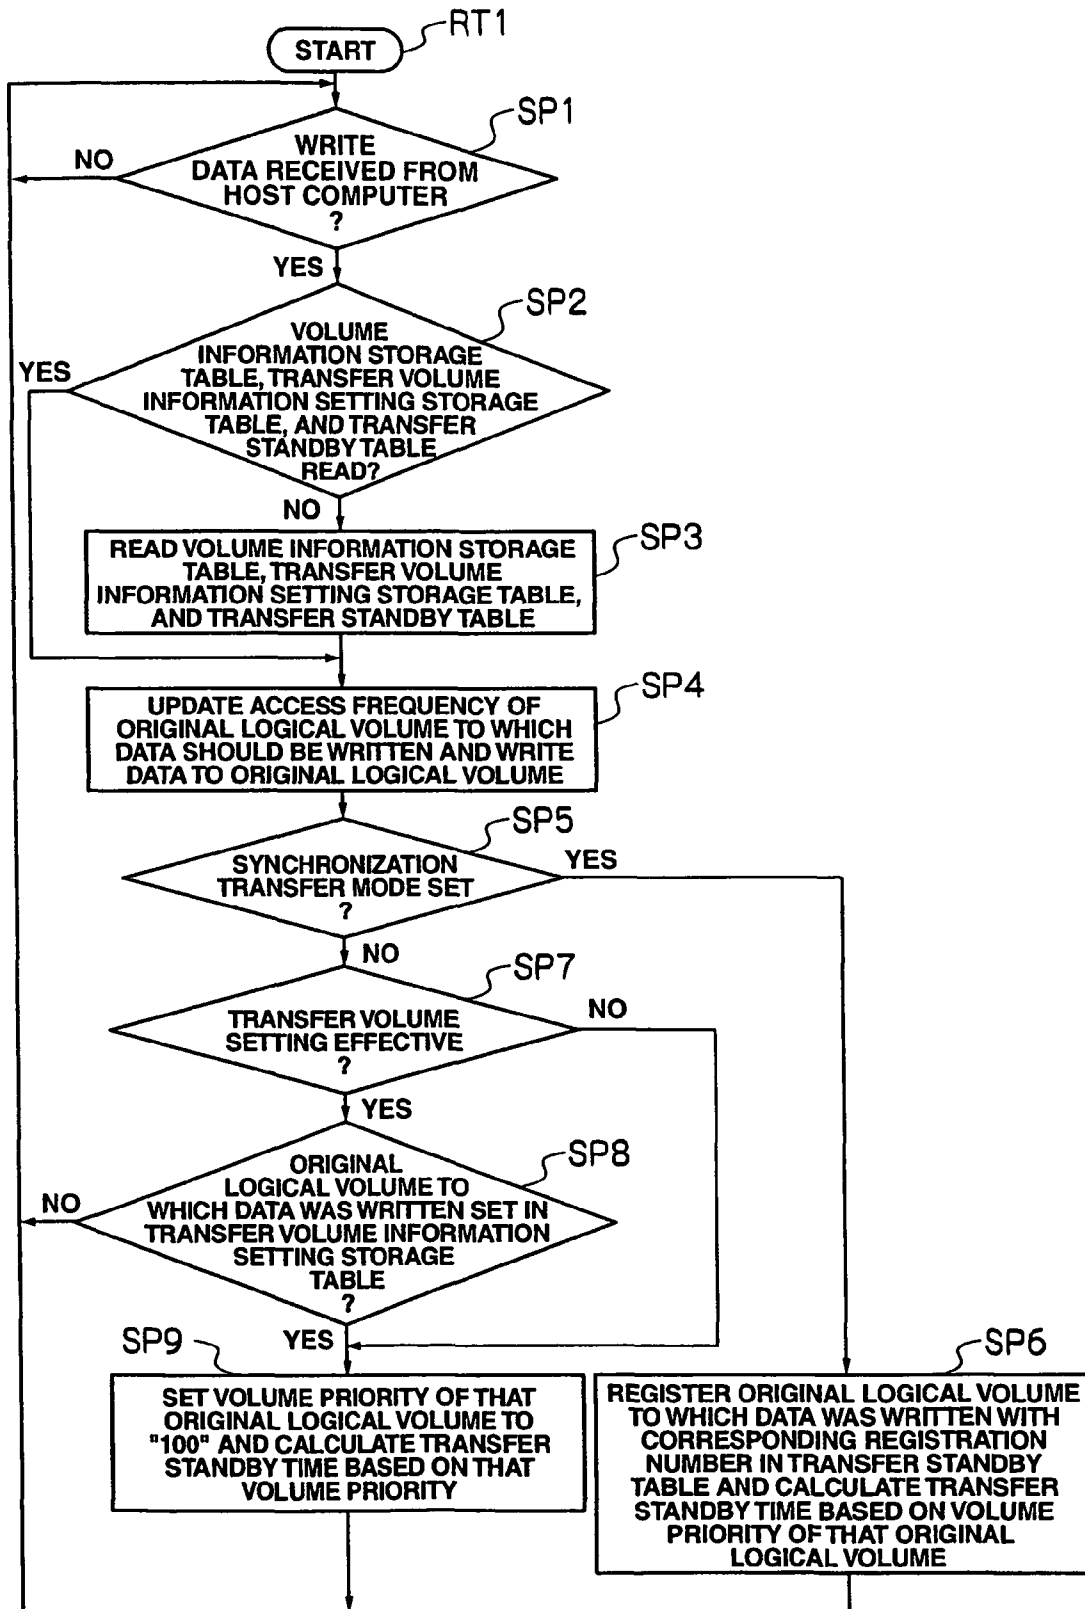 RT1
START
SP1
WRITE
DATA RECEIVED FROM
HOST COMPUTER
?
NO
YES
SP2
VOLUME
INFORMATION STORAGE
TABLE, TRANSFER VOLUME
INFORMATION SETTING STORAGE
TABLE, AND TRANSFER
STANDBY TABLE
READ?
YES
NO
SP3
READ VOLUME INFORMATION STORAGE
TABLE, TRANSFER VOLUME
INFORMATION SETTING STORAGE TABLE,
AND TRANSFER STANDBY TABLE
SP4
UPDATE ACCESS FREQUENCY OF
ORIGINAL LOGICAL VOLUME TO WHICH
DATA SHOULD BE WRITTEN AND WRITE
DATA TO ORIGINAL LOGICAL VOLUME
SP5
SYNCHRONIZATION
TRANSFER MODE SET
?
YES
NO
SP7
TRANSFER VOLUME
SETTING EFFECTIVE
?
NO
YES
SP8
ORIGINAL
LOGICAL VOLUME TO
WHICH DATA WAS WRITTEN SET IN
TRANSFER VOLUME INFORMATION
SETTING STORAGE
TABLE
?
NO
YES
SP9
SET VOLUME PRIORITY OF THAT
ORIGINAL LOGICAL VOLUME TO
"100" AND CALCULATE TRANSFER
STANDBY TIME BASED ON THAT
VOLUME PRIORITY
SP6
REGISTER ORIGINAL LOGICAL VOLUME
TO WHICH DATA WAS WRITTEN WITH
CORRESPONDING REGISTRATION
NUMBER IN TRANSFER STANDBY
TABLE AND CALCULATE TRANSFER
STANDBY TIME BASED ON VOLUME
PRIORITY OF THAT ORIGINAL
LOGICAL VOLUME